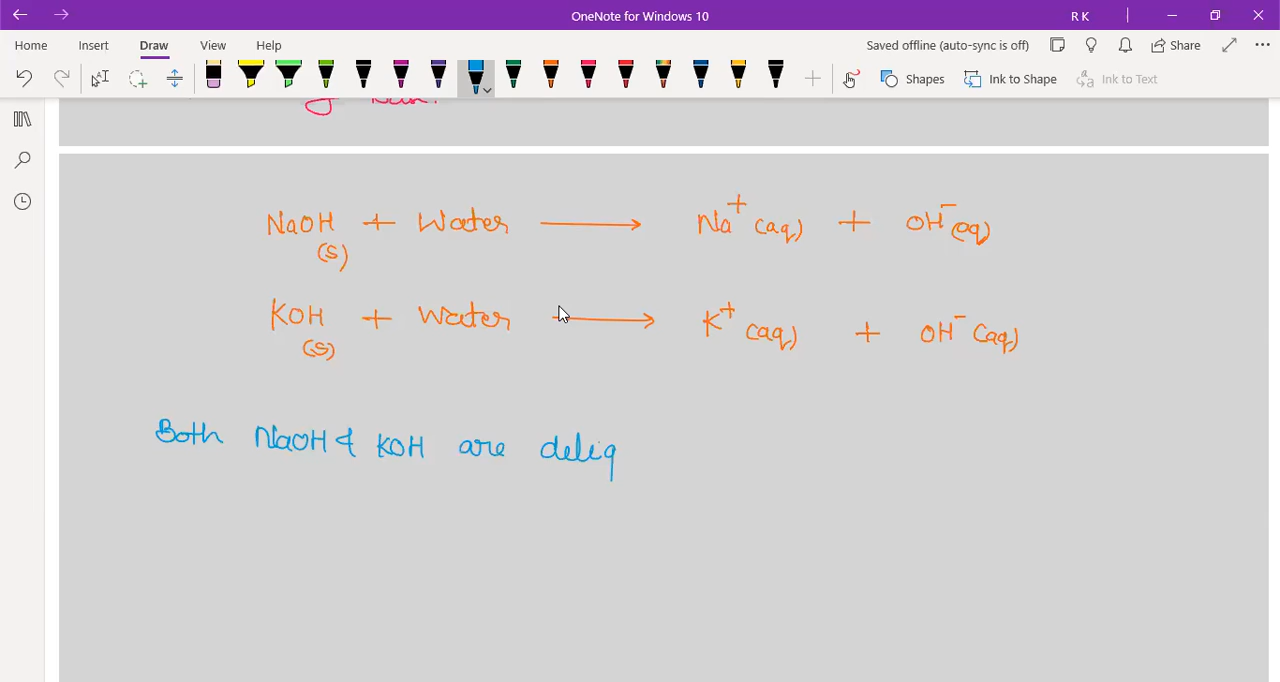 OneNote for Windows 10
R K
Home Insert Draw View Help
Saved offline (auto-sync is off)
Share
Shapes
Ink to Shape
Ink to Text
NaOH + Water → Na⁺ (aq) + OH⁻ (aq)
(s)
KOH + Water → K⁺ (aq) + OH⁻ (aq)
(s)
Both NaOH & KOH are deliq